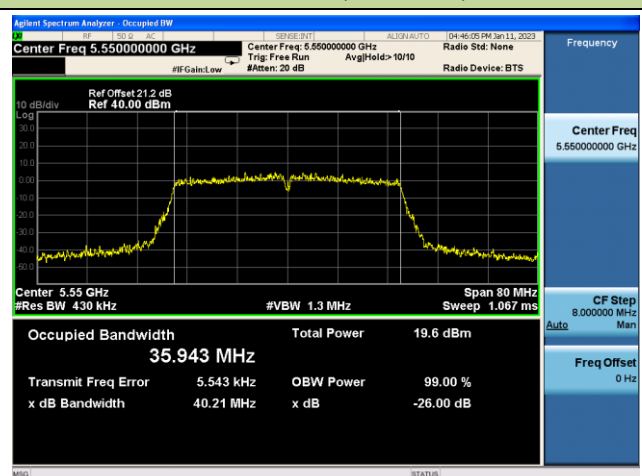 Agilent Spectrum Analyzer - Occupied BW
RF 50 Ω AC SENSE:INT ALIGN AUTO 04:46:05 PM Jan 11, 2023
Center Freq 5.550000000 GHz
Center Freq: 5.550000000 GHz
Radio Std: None
Trig: Free Run Avg|Hold:> 10/10
#IFGain:Low #Atten: 20 dB Radio Device: BTS
Ref Offset 21.2 dB
10 dB/div Ref 40.00 dBm
Log
30.0
20.0
10.0
0.00
-10.0
-20.0
-30.0
-40.0
-50.0
Center 5.55 GHz Span 80 MHz
#Res BW 430 kHz #VBW 1.3 MHz Sweep 1.067 ms
Occupied Bandwidth Total Power 19.6 dBm
35.943 MHz
Transmit Freq Error 5.543 kHz OBW Power 99.00 %
x dB Bandwidth 40.21 MHz x dB -26.00 dB
MSG STATUS
Frequency
Center Freq
5.550000000 GHz
CF Step
8.000000 MHz
Auto Man
Freq Offset
0 Hz